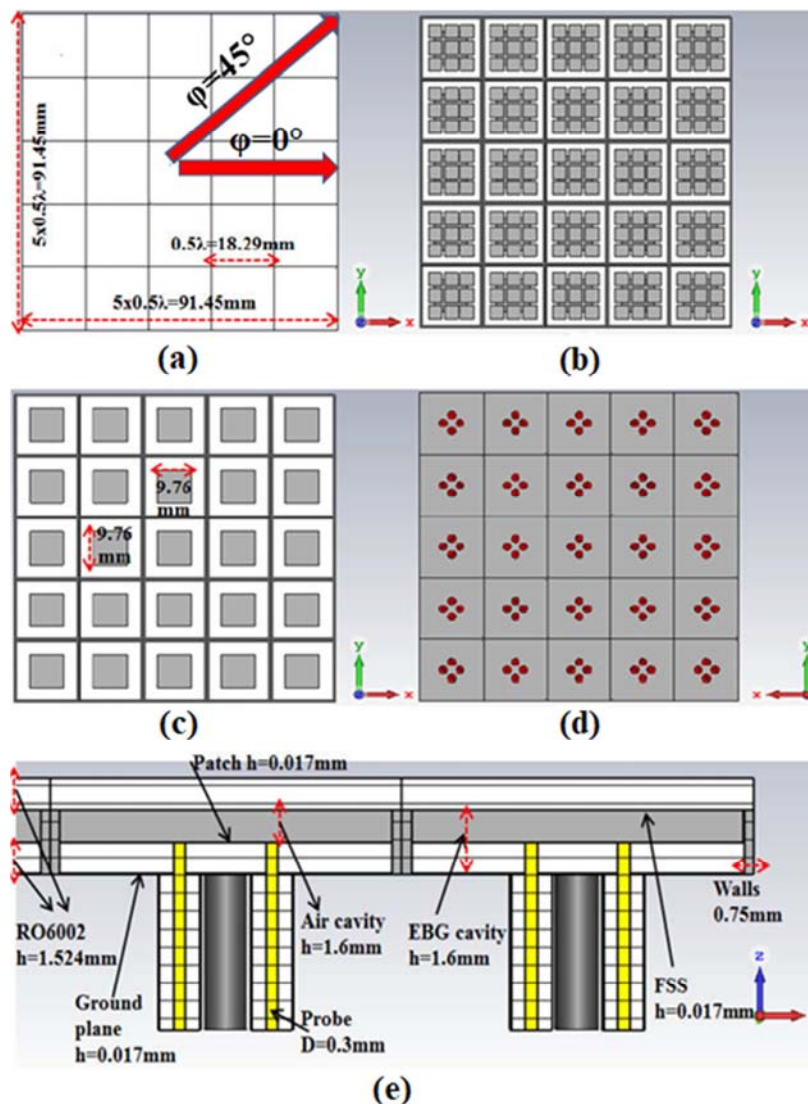 φ=45°
φ=0°
5x0.5λ=91.45mm
0.5λ=18.29mm
5x0.5λ=91.45mm
y
x
(a)
y
x
(b)
9.76
mm
9.76
mm
y
x
(c)
y
x
(d)
Patch h=0.017mm
RO6002
h=1.524mm
Ground
plane
h=0.017mm
Air cavity
h=1.6mm
Probe
D=0.3mm
EBG cavity
h=1.6mm
Walls
0.75mm
FSS
h=0.017mm
z
(e)